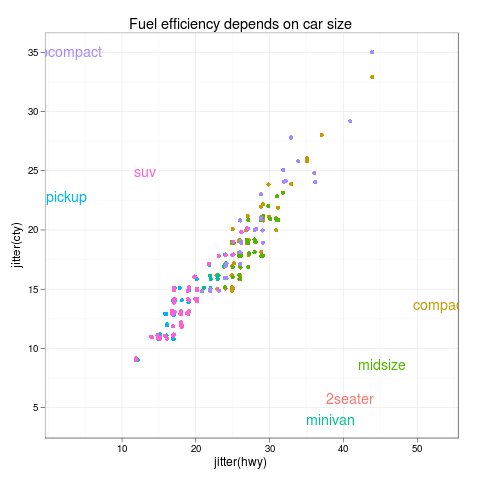 Fuel efficiency depends on car size
35
ocompact
30
25
suv
pickup
20
15
compac
10
midsize
2seater
5
minivan
10 20 30 40 50
jitter(hwy)
jitter(cty)